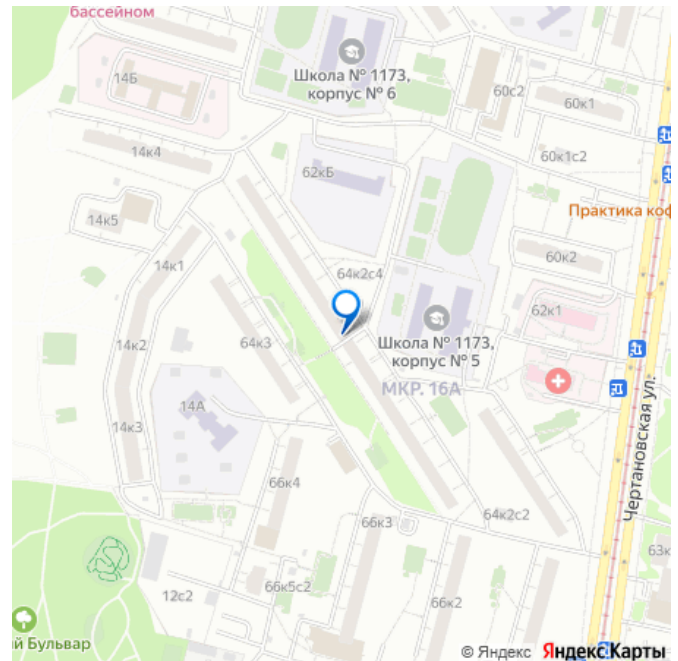 бассейном
14Б
Школа № 1173,
корпус № 6
60с2
60к1
14к4
62кБ
60к1с2
14к5
Практика коф
14к1
64к2с4
60к2
62к1
14к2
64к3
Школа № 1173,
корпус № 5
МКР. 16А
14А
14к3
66к4
Чертановская ул.
66к3
64к2с2
63к
12с2
66к5с2
66к2
ий Бульвар
© Яндекс Яндекс Карты